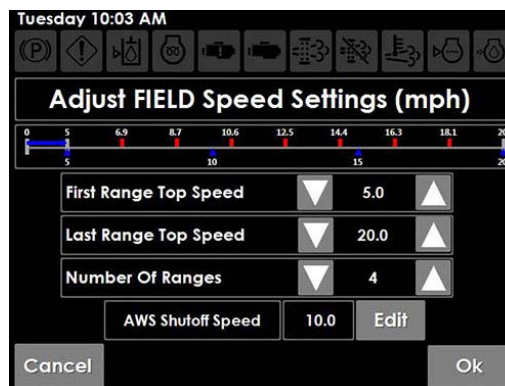 Tuesday 10:03 AM
(P)
Adjust FIELD Speed Settings (mph)
0 5 6.9 8.7 10.6 12.5 14.4 16.3 18.1 20
5 10 15 20
First Range Top Speed 5.0
Last Range Top Speed 20.0
Number Of Ranges 4
AWS Shutoff Speed 10.0 Edit
Cancel Ok